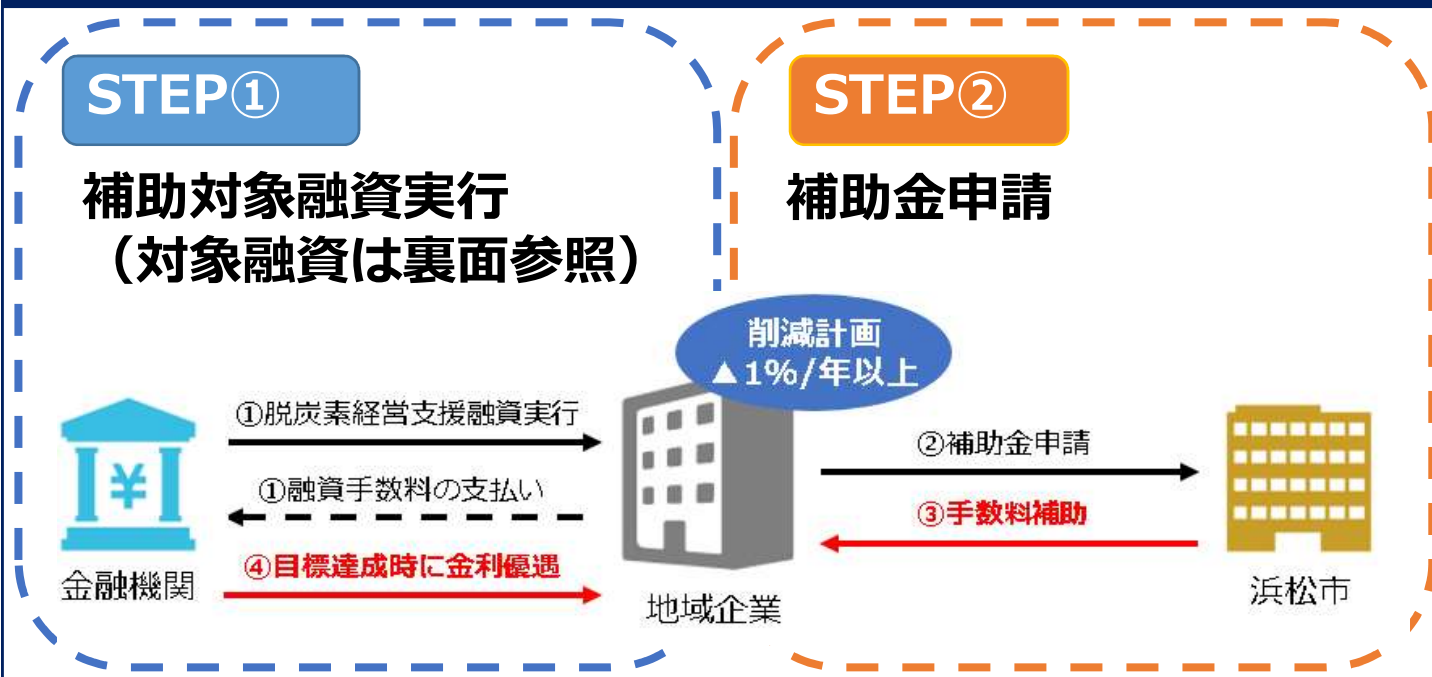 STEP①
補助対象融資実行
（対象融資は裏面参照）
STEP②
補助金申請
削減計画
▲1%/年以上
①脱炭素経営支援融資実行
①融資手数料の支払い
④目標達成時に金利優遇
¥
金融機関
地域企業
②補助金申請
③手数料補助
浜松市